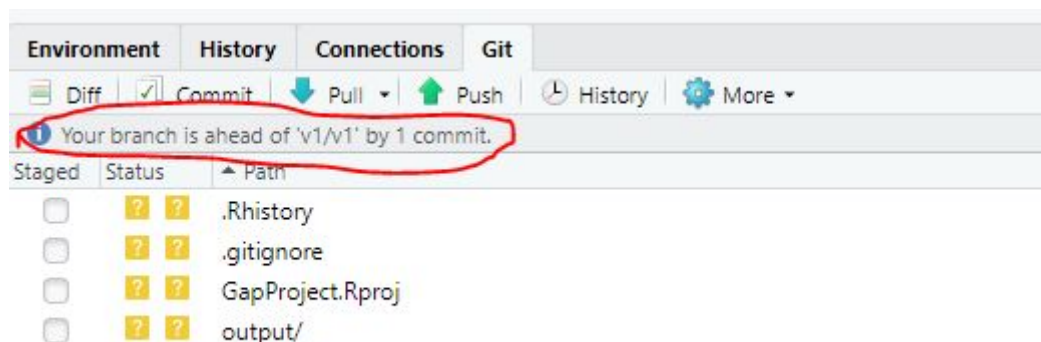 Environment History Connections Git
Diff Commit Pull Push History More
Your branch is ahead of 'v1/v1' by 1 commit.
Staged Status Path
? ? .Rhistory
? ? .gitignore
? ? GapProject.Rproj
? ? output/